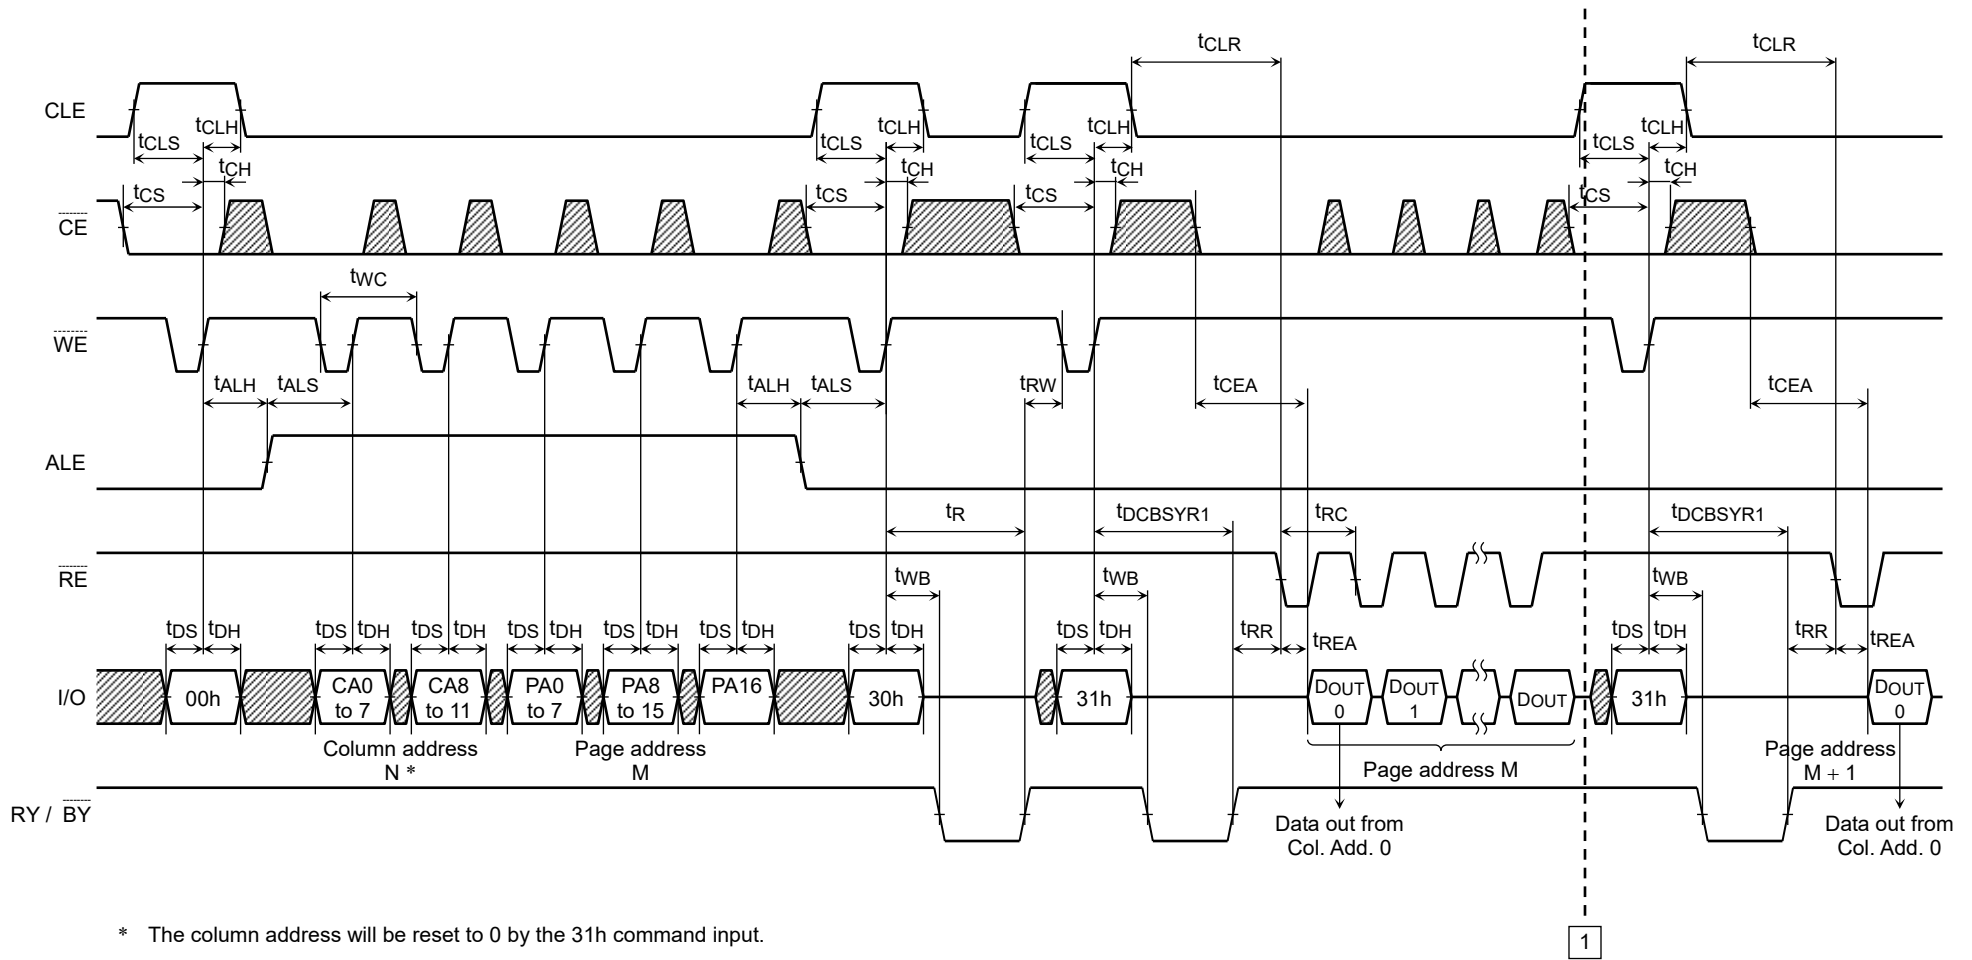 tCLR tCLR
CLE
tCLH tCLH tCLH tCLH
tCLS tCLS tCLS tCLS
tCH tCH tCH tCH
tCS tCS tCS tCS
CE
tWC
WE
tALH tALS tALH tALS tRW tCEA tCEA
ALE
tR tDCBSYR1 tRC tDCBSYR1
RE
tWB tWB tWB
tDS tDH tDS tDH tDS tDH tDS tDH tDS tDH tDS tDH tDS tDH tDS tDH tRR tREA tDS tDH tRR tREA
I/O
00h
CA0
to 7
CA8
to 11
PA0
to 7
PA8
to 15
PA16
30h
31h
DOUT
0
DOUT
1
DOUT
31h
DOUT
0
Column address
N *
Page address
M
Page address M
Page address
M + 1
RY / BY
Data out from
Col. Add. 0
Data out from
Col. Add. 0
* The column address will be reset to 0 by the 31h command input.
1